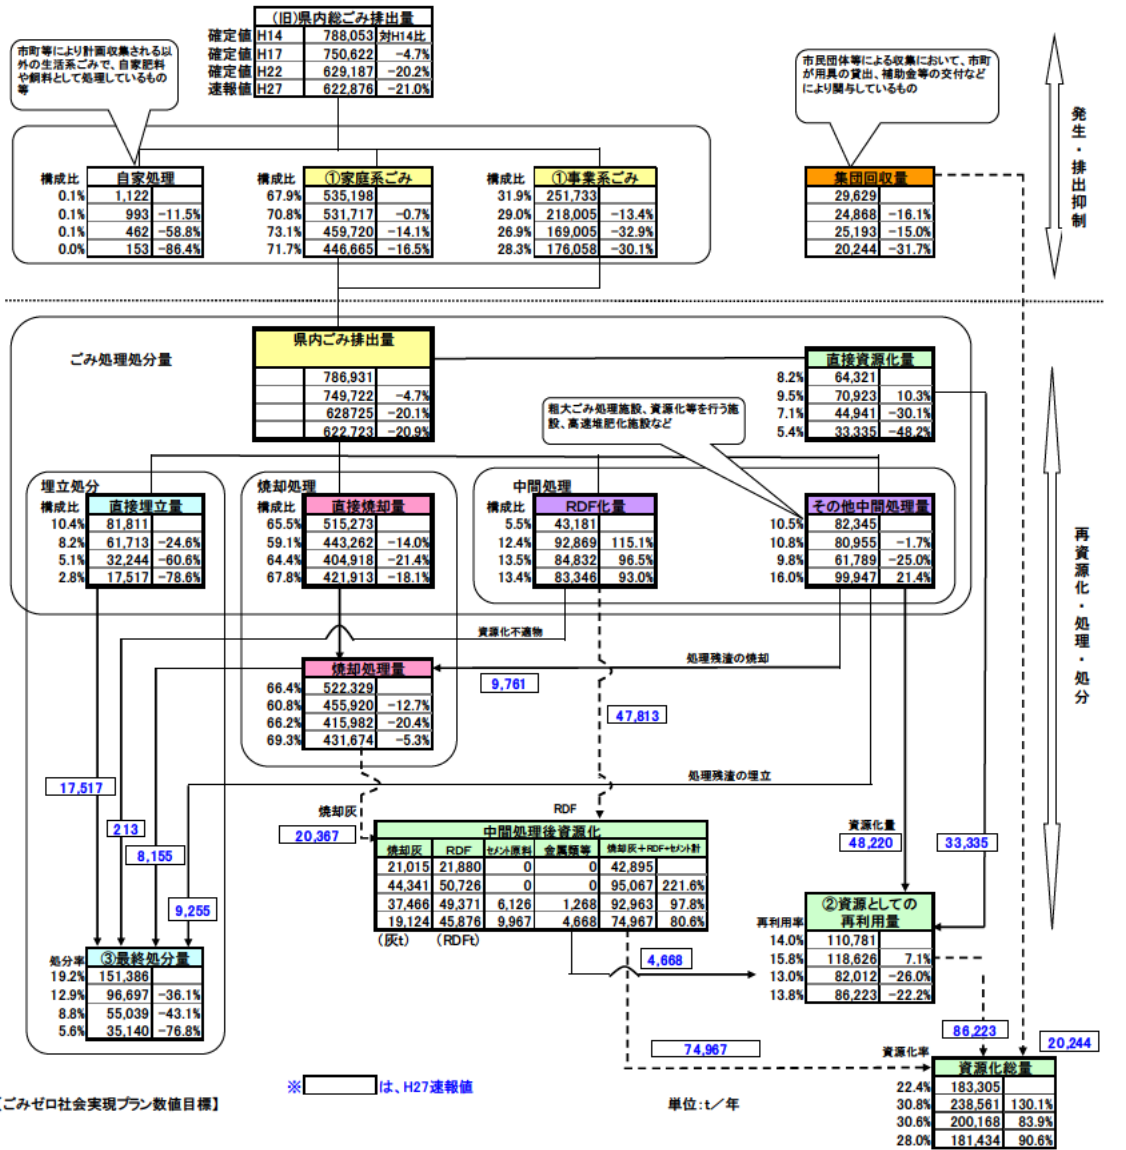 (旧)県内総ごみ排出量
確定値 H14 788,053 対H14比
確定値 H17 750,622 −4.7%
確定値 H22 629,187 −20.2%
速報値 H27 622,876 −21.0%
市町等により計画収集される以
外の生活系ごみで、自家肥料
や飼料として処理しているもの
等
市民団体等による収集において、市町
が用具の貸出、補助金等の交付など
により関与しているもの
発生・排出抑制
構成比 自家処理
0.1% 1,122
0.1% 993 −11.5%
0.1% 462 −58.8%
0.0% 153 −86.4%
構成比 ①家庭系ごみ
67.9% 535,198
70.8% 531,717 −0.7%
73.1% 459,720 −14.1%
71.7% 446,665 −16.5%
構成比 ①事業系ごみ
31.9% 251,733
29.0% 218,005 −13.4%
26.9% 169,005 −32.9%
28.3% 176,058 −30.1%
集団回収量
29,629
24,868 −16.1%
25,193 −15.0%
20,244 −31.7%
ごみ処理処分量
県内ごみ排出量
786,931
749,722 −4.7%
628725 −20.1%
622,723 −20.9%
直接資源化量
8.2% 64,321
9.5% 70,923 10.3%
7.1% 44,941 −30.1%
5.4% 33,335 −48.2%
粗大ごみ処理施設、資源化等を行う施
設、高速堆肥化施設など
再資源化・処理・処分
埋立処分
構成比 直接埋立量
10.4% 81,811
8.2% 61,713 −24.6%
5.1% 32,244 −60.6%
2.8% 17,517 −78.6%
焼却処理
構成比 直接焼却量
65.5% 515,273
59.1% 443,262 −14.0%
64.4% 404,918 −21.4%
67.8% 421,913 −18.1%
中間処理
構成比 RDF化量
5.5% 43,181
12.4% 92,869 115.1%
13.5% 84,832 96.5%
13.4% 83,346 93.0%
その他中間処理量
10.5% 82,345
10.8% 80,955 −1.7%
9.8% 61,789 −25.0%
16.0% 99,947 21.4%
資源化不適物
処理残渣の焼却
焼却処理量
66.4% 522,329
60.8% 455,920 −12.7%
66.2% 415,982 −20.4%
69.3% 431,674 −5.3%
9,761
47,813
処理残渣の埋立
17,517
213
8,155
9,255
焼却灰
20,367
RDF
資源化量
48,220
33,335
中間処理後資源化
焼却灰 RDF セメント原料 金属類等 焼却灰＋RDF+セメント計
21,015 21,880 0 0 42,895
44,341 50,726 0 0 95,067 221.6%
37,466 49,371 6,126 1,268 92,963 97.8%
19,124 45,876 9,967 4,668 74,967 80.6%
(灰t) (RDFt)
②資源としての
再利用量
再利用率
14.0% 110,781
15.8% 118,626 7.1%
13.0% 82,012 −26.0%
13.8% 86,223 −22.2%
4,668
処分率 ③最終処分量
19.2% 151,386
12.9% 96,697 −36.1%
8.8% 55,039 −43.1%
5.6% 35,140 −76.8%
74,967
86,223
20,244
資源化率
資源化総量
22.4% 183,305
30.8% 238,561 130.1%
30.6% 200,168 83.9%
28.0% 181,434 90.6%
※ は、H27速報値
【ごみゼロ社会実現プラン数値目標】
単位：t／年